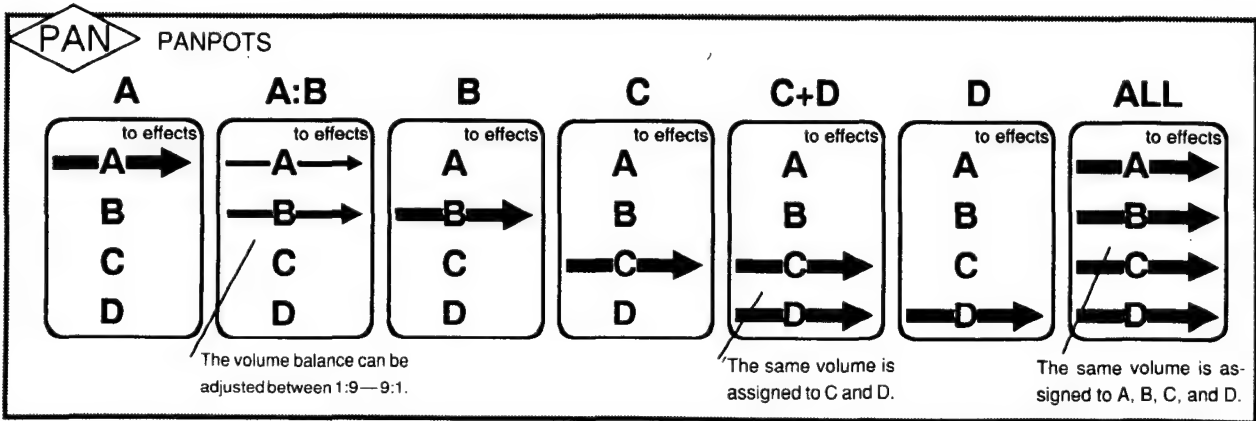 PAN PANPOTS
A A:B B C C+D D ALL
to effects to effects to effects to effects to effects to effects to effects
A A A A A A A
B B B B B B B
C C C C C C C
D D D D D D D
The volume balance can be
adjusted between 1:9—9:1.
The same volume is
assigned to C and D.
The same volume is as-
signed to A, B, C, and D.